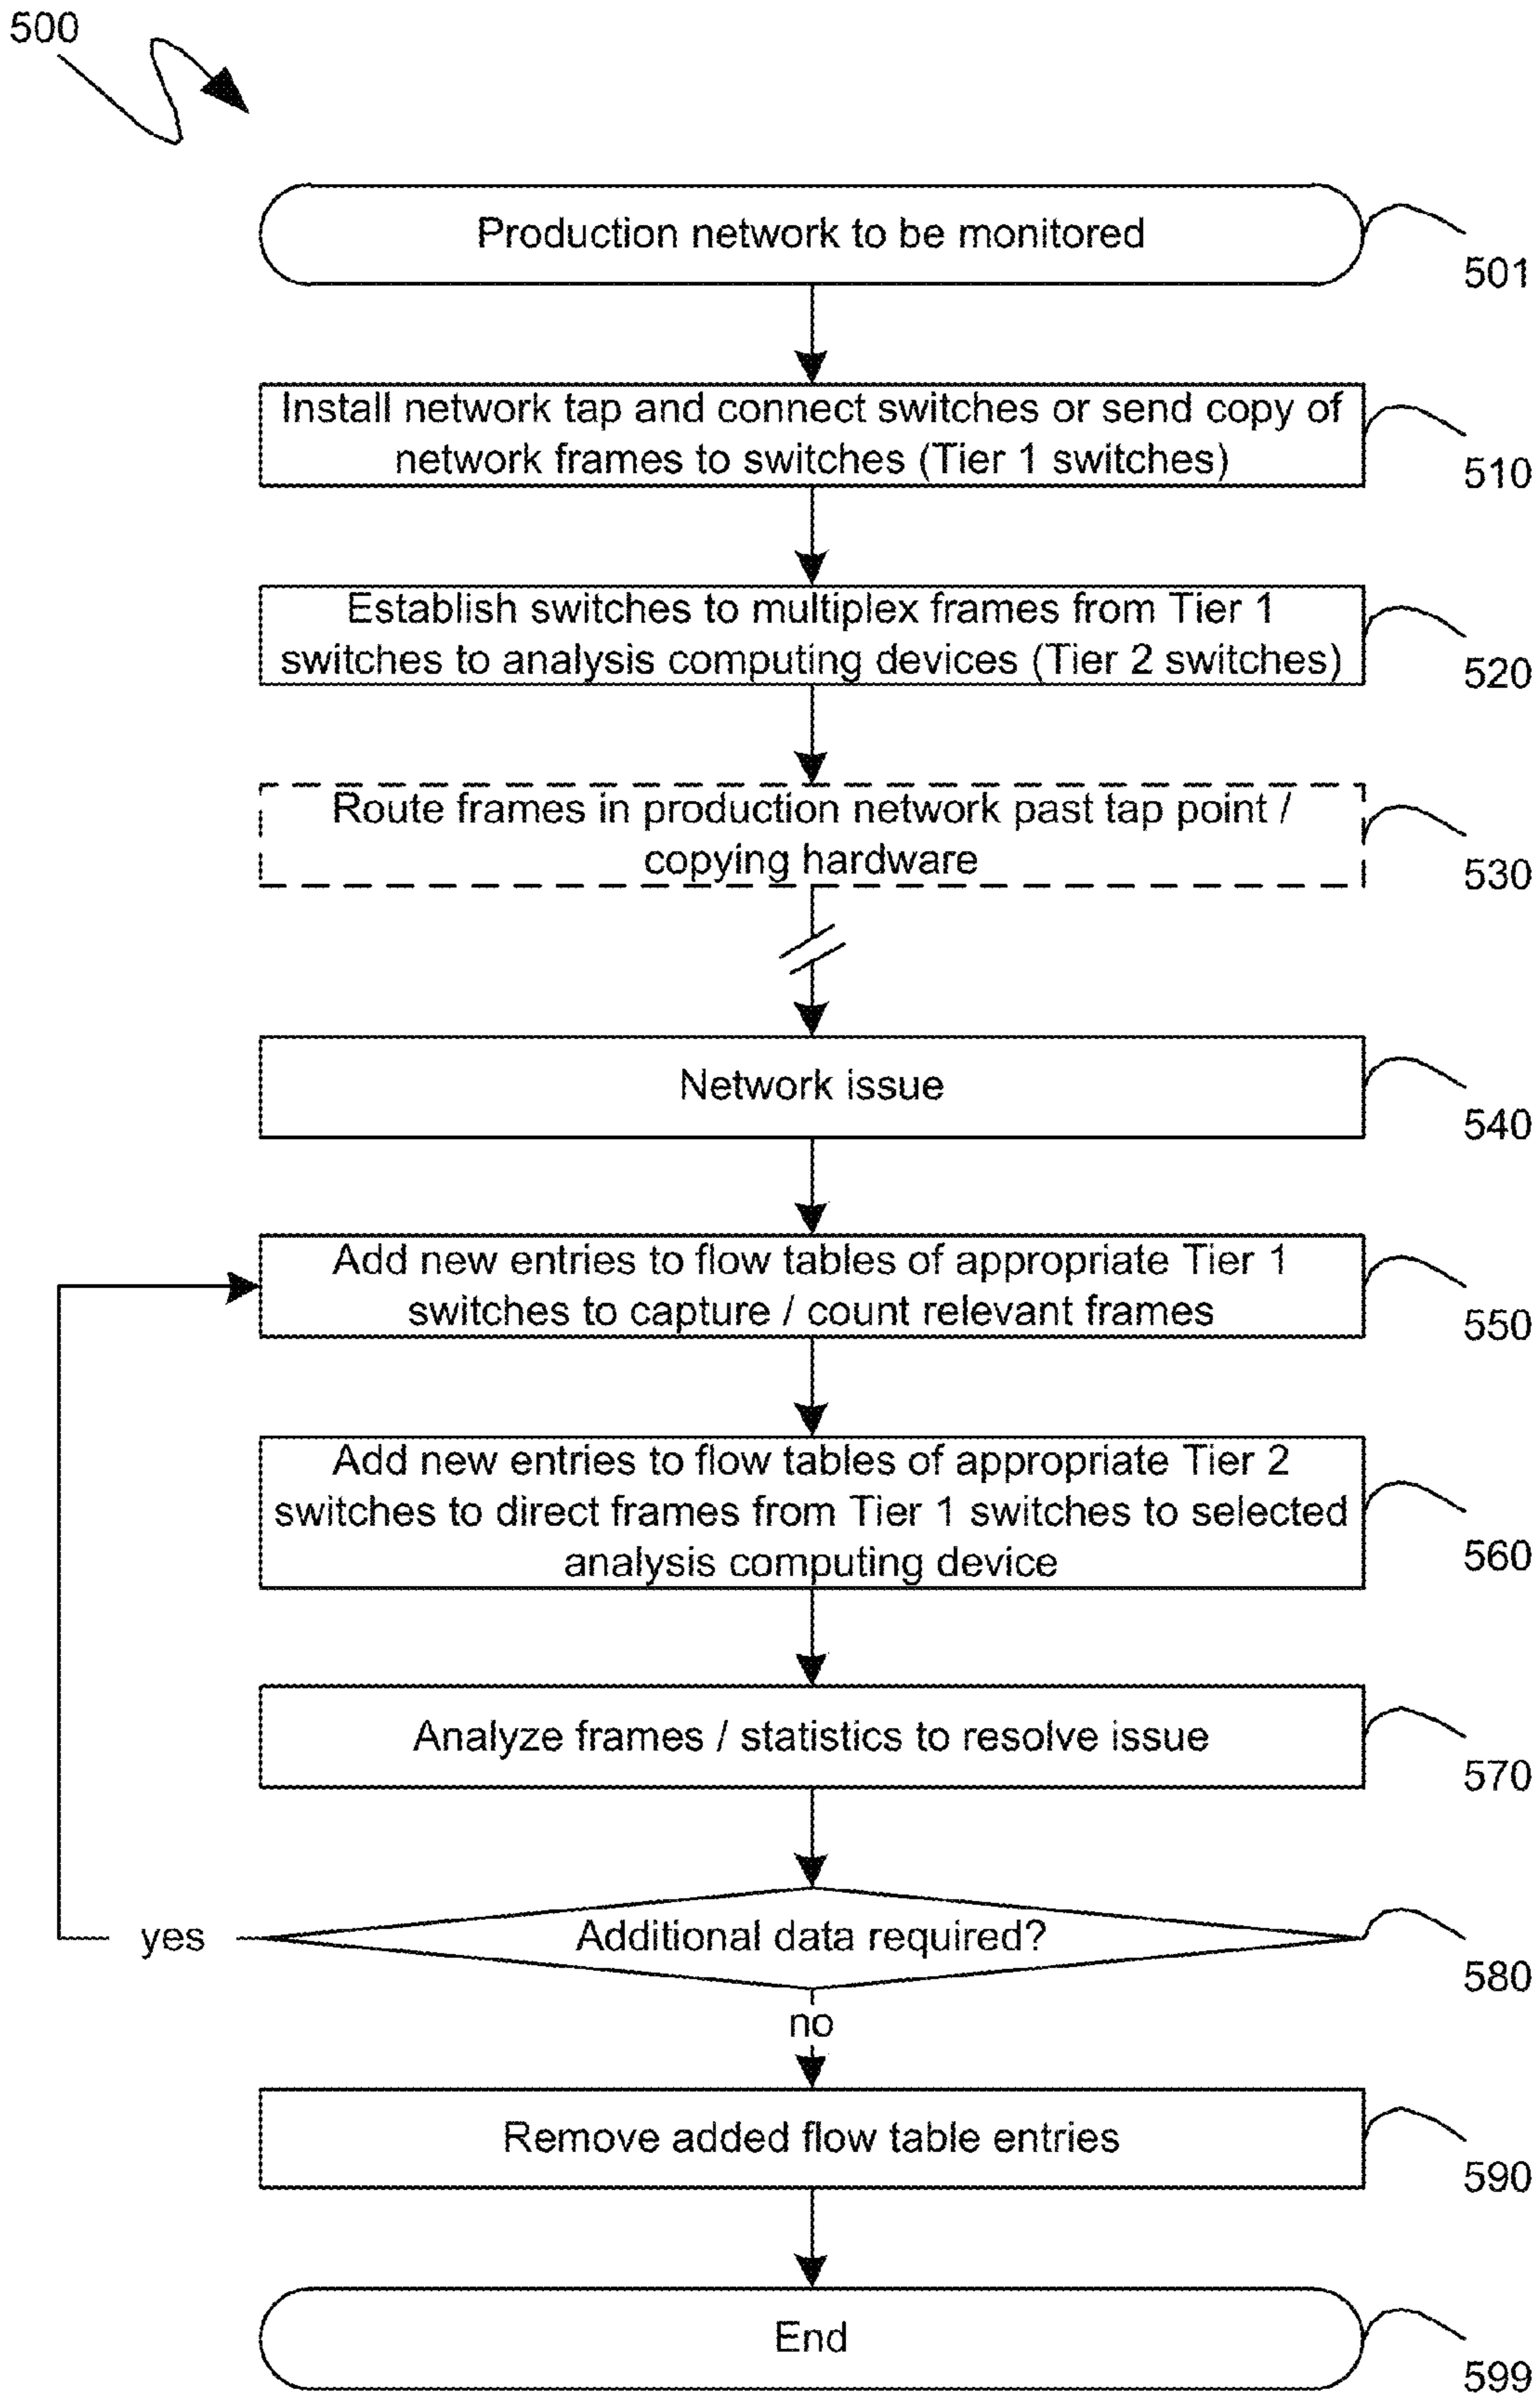 500
Production network to be monitored
501
Install network tap and connect switches or send copy of
network frames to switches (Tier 1 switches)
510
Establish switches to multiplex frames from Tier 1
switches to analysis computing devices (Tier 2 switches)
520
Route frames in production network past tap point /
copying hardware
530
Network issue
540
Add new entries to flow tables of appropriate Tier 1
switches to capture / count relevant frames
550
Add new entries to flow tables of appropriate Tier 2
switches to direct frames from Tier 1 switches to selected
analysis computing device
560
Analyze frames / statistics to resolve issue
570
yes
Additional data required?
580
no
Remove added flow table entries
590
End
599